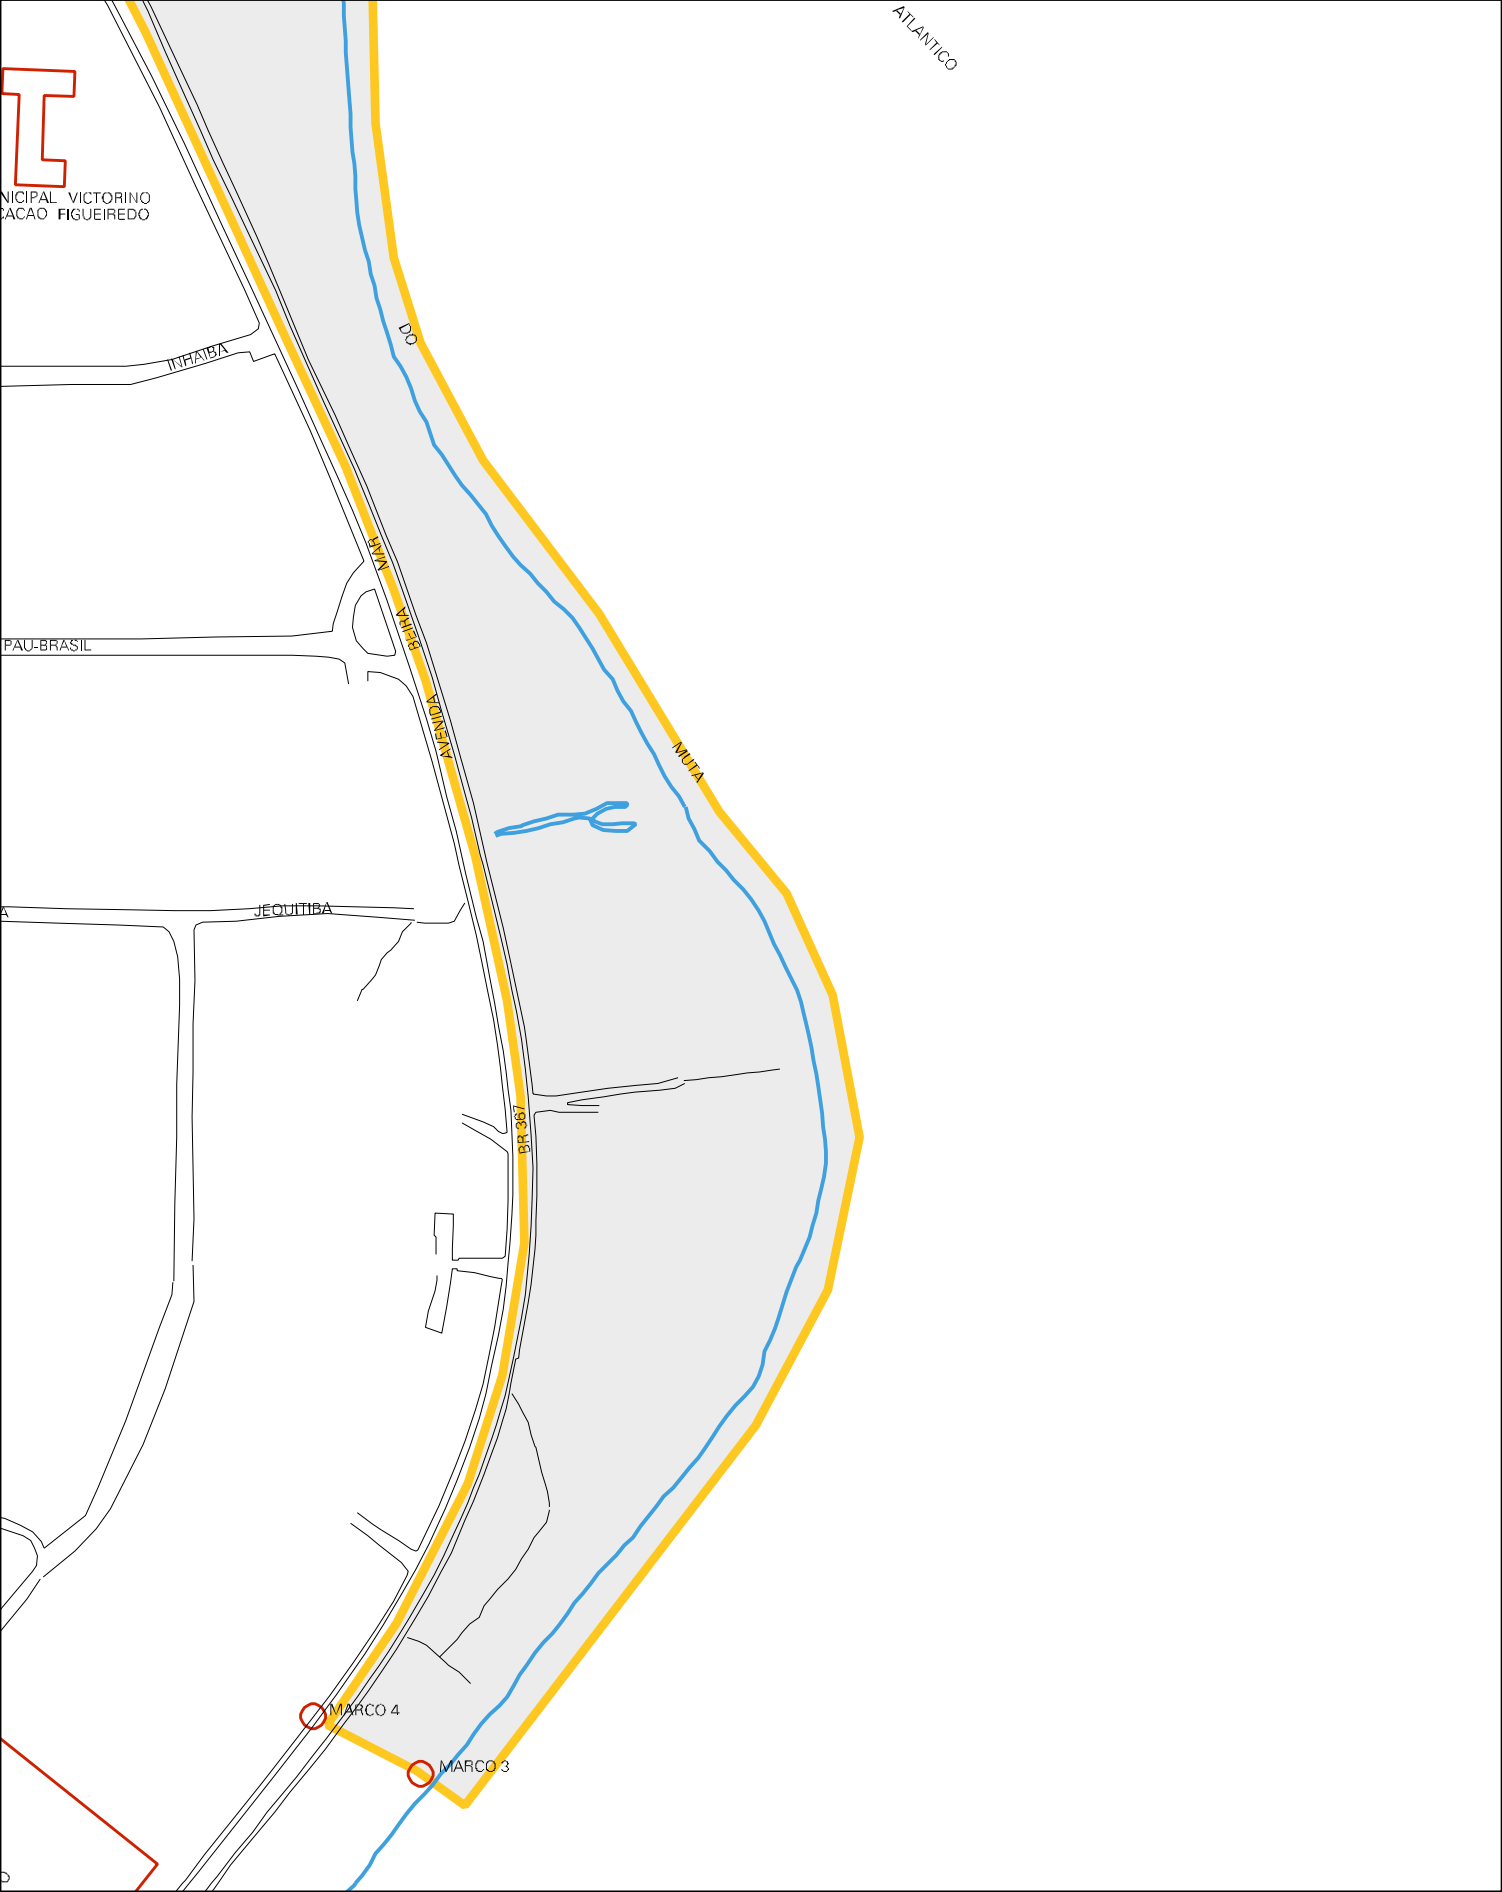 ATLANTICO
NICIPAL VICTORINO
CACAO FIGUEIREDO
DO
INHAIBA
MAR
BEIRA
PAU-BRASIL
AVENIDA
MUTA
A
JEQUITIBA
BR 367
MARCO 4
MARCO 3
O